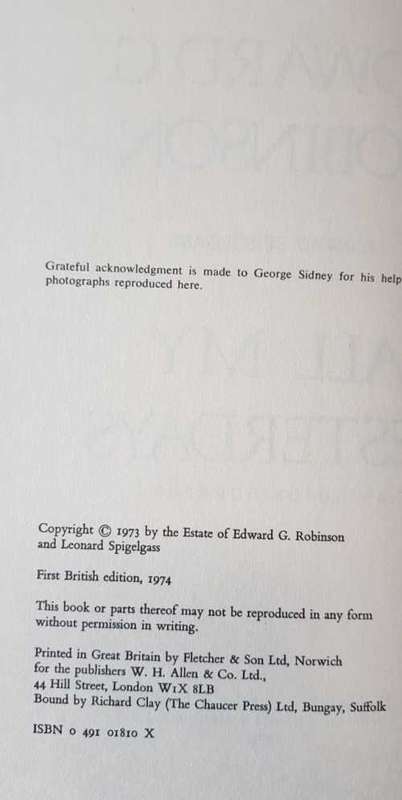 Grateful acknowledgment is made to George Sidney for his help
photographs reproduced here.
Copyright © 1973 by the Estate of Edward G. Robinson
and Leonard Spigelgass
First British edition, 1974
This book or parts thereof may not be reproduced in any form
without permission in writing.
Printed in Great Britain by Fletcher & Son Ltd, Norwich
for the publishers W. H. Allen & Co. Ltd.,
44 Hill Street, London W1X 8LB
Bound by Richard Clay (The Chaucer Press) Ltd, Bungay, Suffolk
ISBN 0 491 01810 X